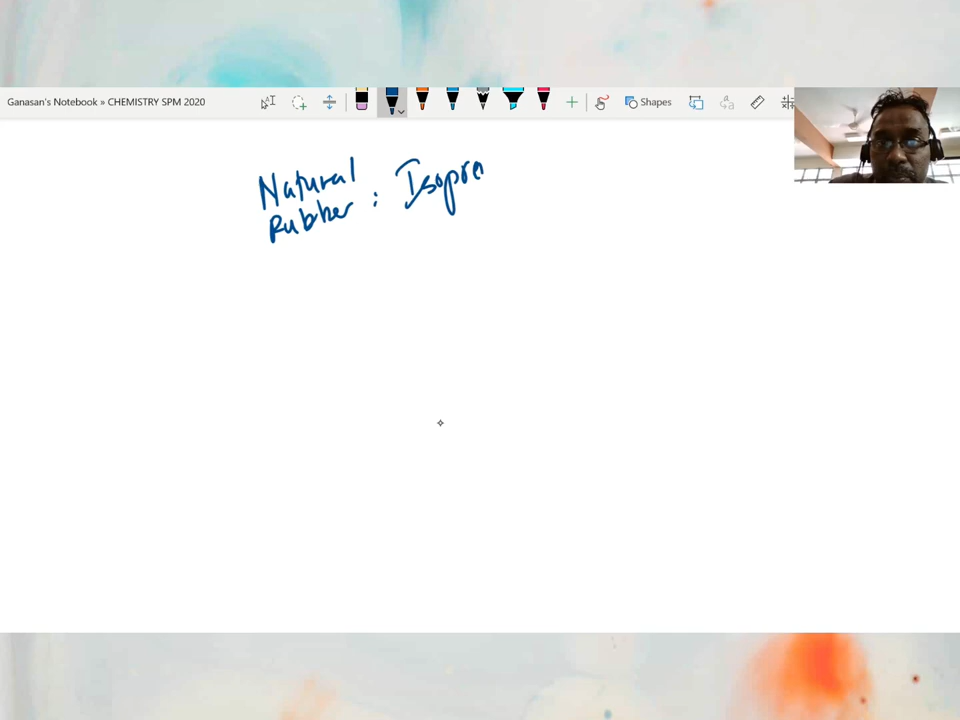 Ganasan's Notebook » CHEMISTRY SPM 2020
Shapes
Natural
Rubber : Isopre